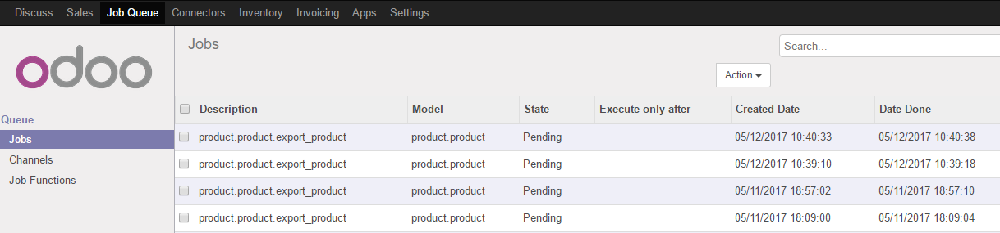 Discuss Sales Job Queue Connectors Inventory Invoicing Apps Settings
odoo
Jobs
Search...
Action
Queue
Jobs
Channels
Job Functions
Description Model State Execute only after Created Date Date Done
product.product.export_product product.product Pending 05/12/2017 10:40:33 05/12/2017 10:40:38
product.product.export_product product.product Pending 05/12/2017 10:39:10 05/12/2017 10:39:18
product.product.export_product product.product Pending 05/11/2017 18:57:02 05/11/2017 18:57:10
product.product.export_product product.product Pending 05/11/2017 18:09:00 05/11/2017 18:09:04